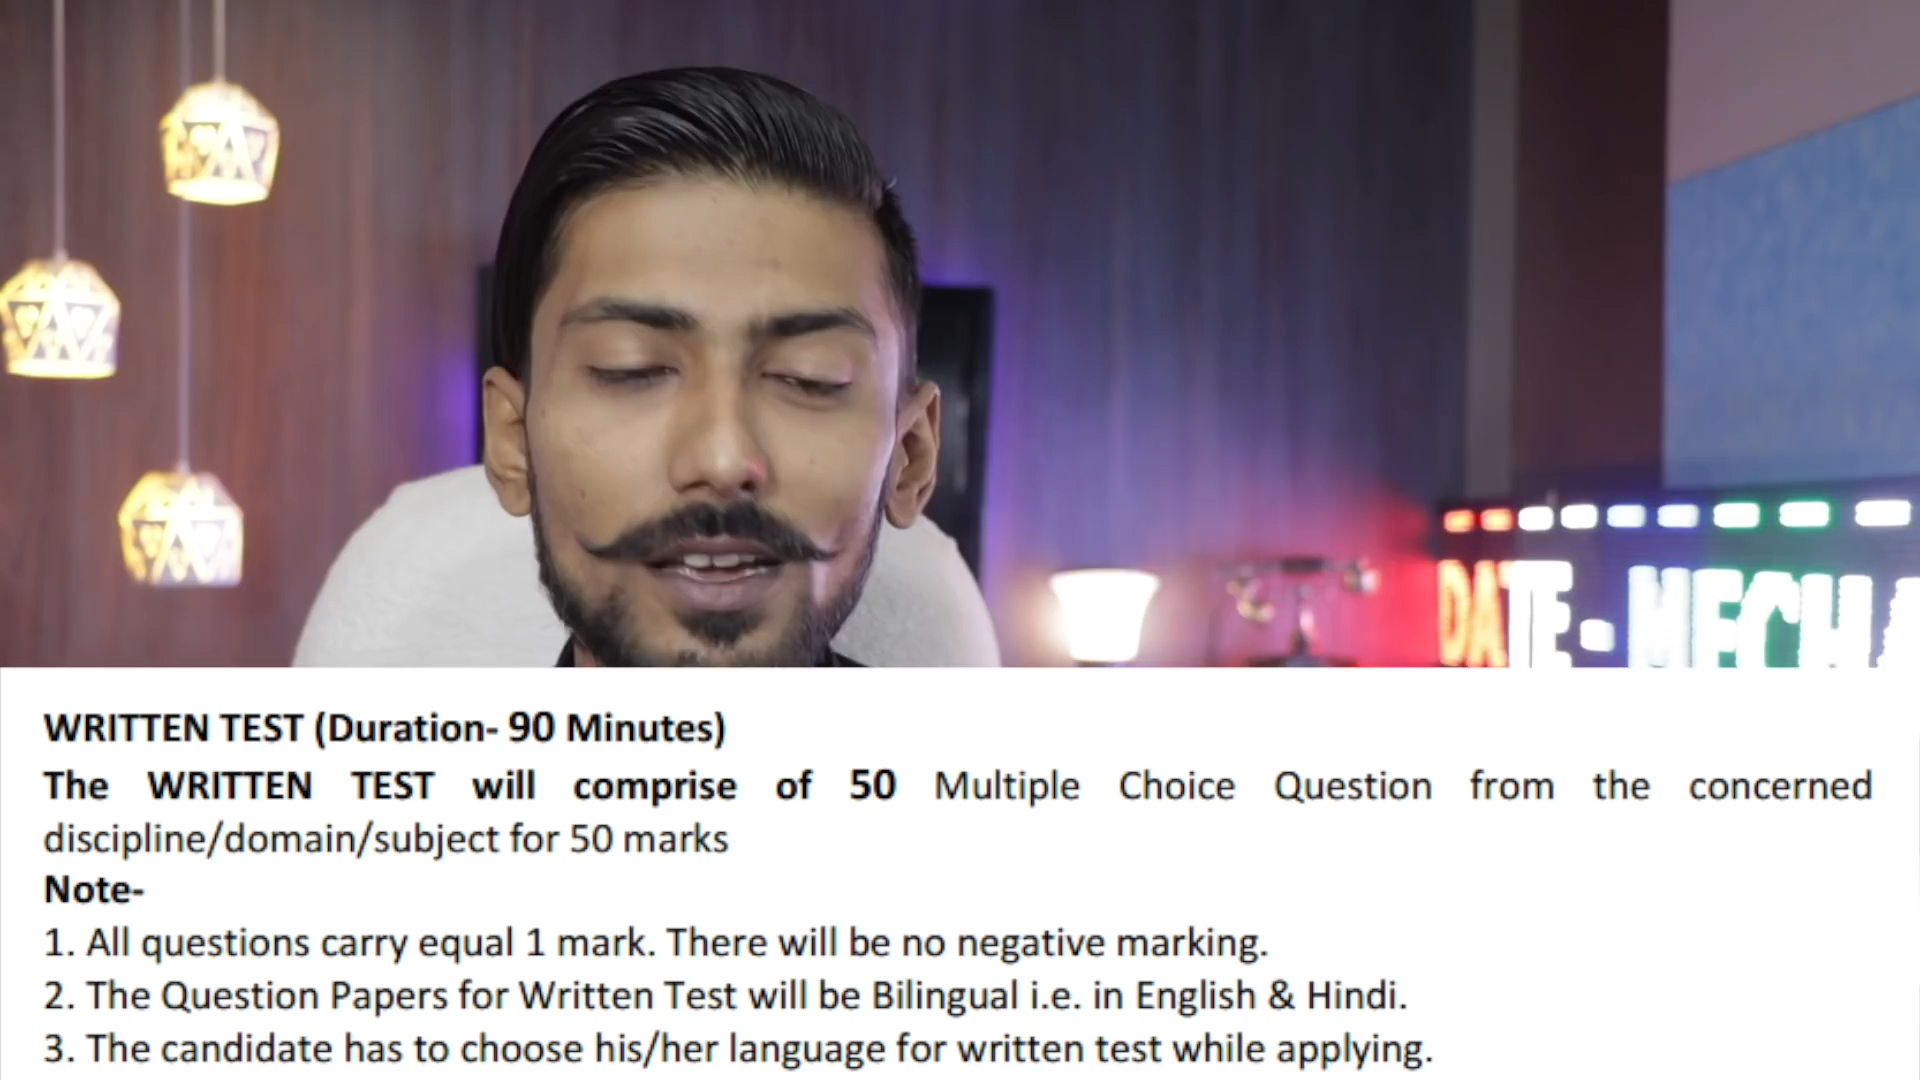 DATE-MECHA
WRITTEN TEST (Duration- 90 Minutes)
The WRITTEN TEST will comprise of 50 Multiple Choice Question from the concerned
discipline/domain/subject for 50 marks
Note-
1. All questions carry equal 1 mark. There will be no negative marking.
2. The Question Papers for Written Test will be Bilingual i.e. in English & Hindi.
3. The candidate has to choose his/her language for written test while applying.